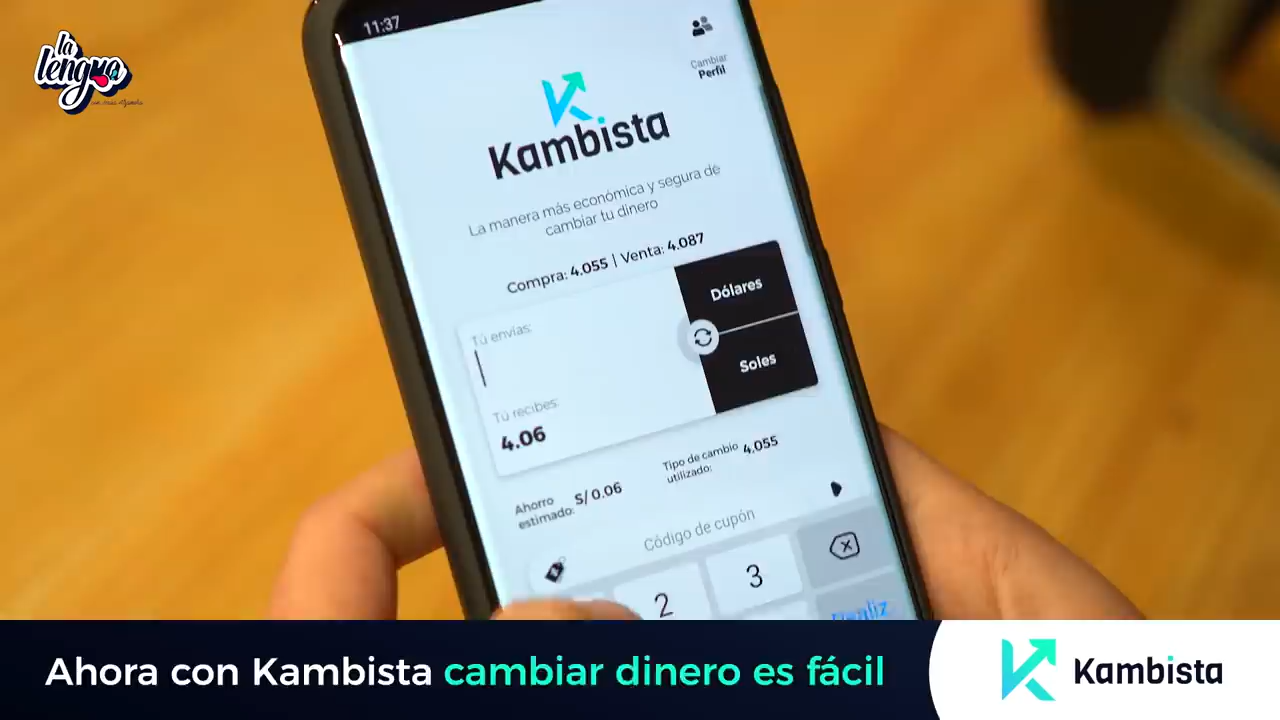 la
lengua
11:37
Cambiar
Perfil
Kambista
La manera más económica y segura de
cambiar tu dinero
Compra: 4.055 | Venta: 4.087
Tú envías:
Dólares
Soles
Tú recibes:
4.06
Ahorro
estimado: S/ 0.06
Tipo de cambio
utilizado: 4.055
Código de cupón
2
3
Ahora con Kambista cambiar dinero es fácil
Kambista